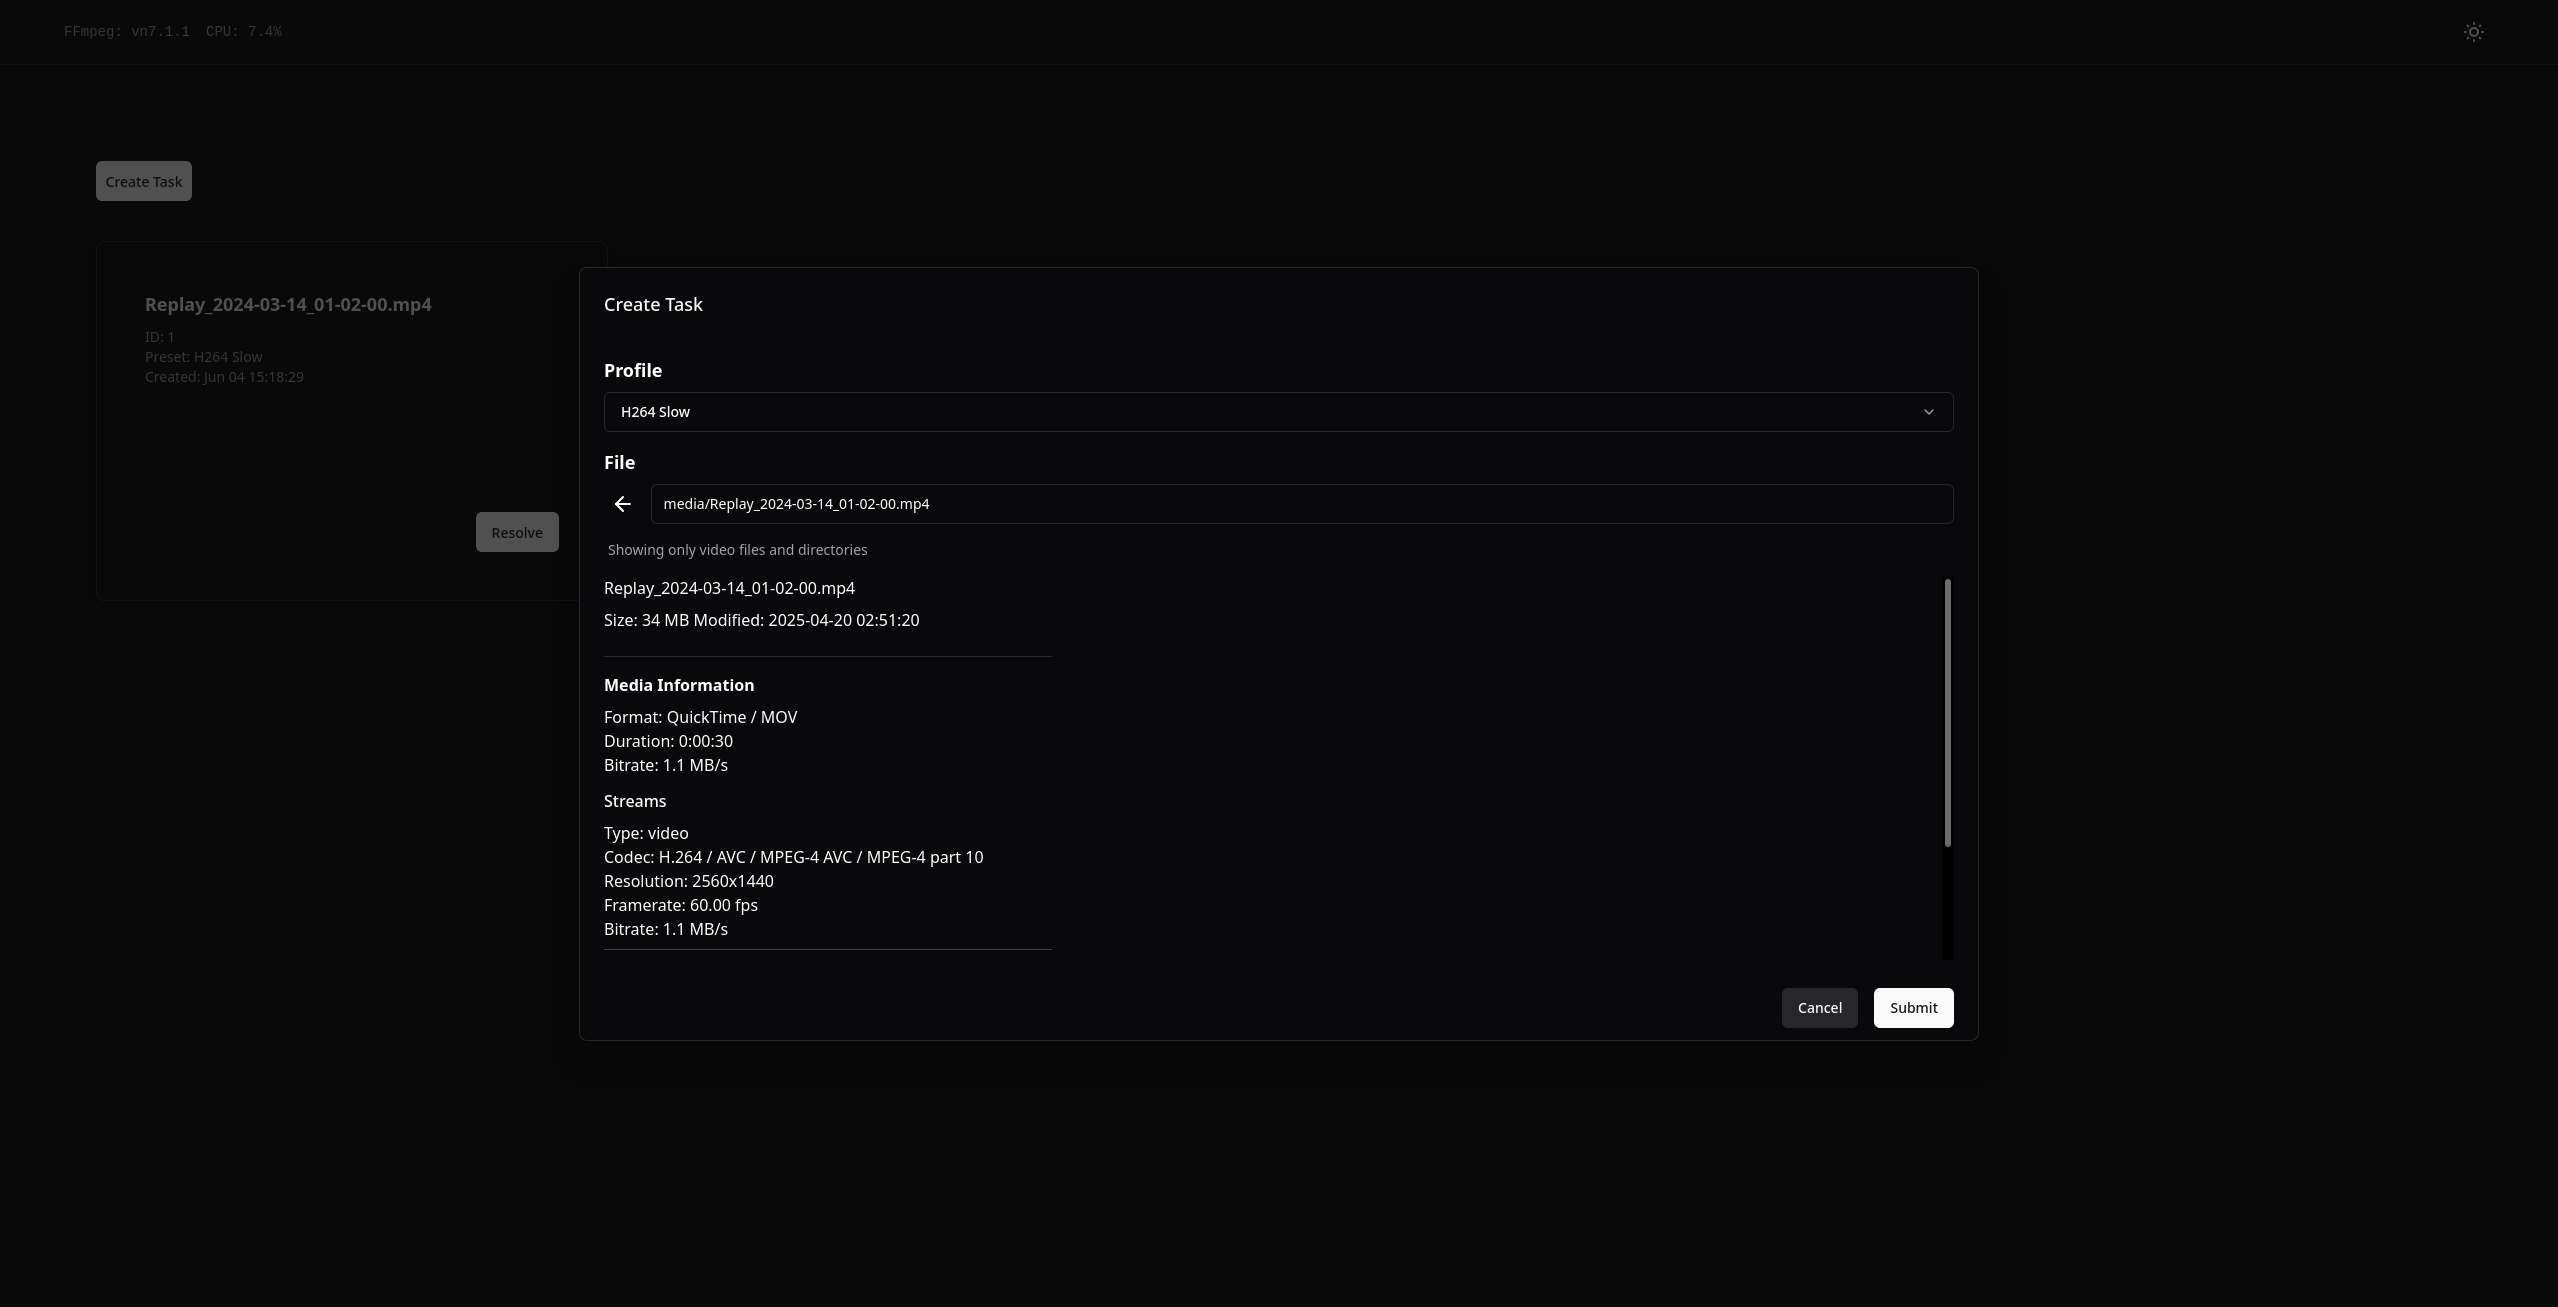 FFmpeg: vn7.1.1 CPU: 7.4%
Create Task
Replay_2024-03-14_01-02-00.mp4
ID: 1
Preset: H264 Slow
Created: Jun 04 15:18:29
Resolve
Create Task
Profile
H264 Slow
File
media/Replay_2024-03-14_01-02-00.mp4
Showing only video files and directories
Replay_2024-03-14_01-02-00.mp4
Size: 34 MB Modified: 2025-04-20 02:51:20
Media Information
Format: QuickTime / MOV
Duration: 0:00:30
Bitrate: 1.1 MB/s
Streams
Type: video
Codec: H.264 / AVC / MPEG-4 AVC / MPEG-4 part 10
Resolution: 2560x1440
Framerate: 60.00 fps
Bitrate: 1.1 MB/s
Cancel Submit